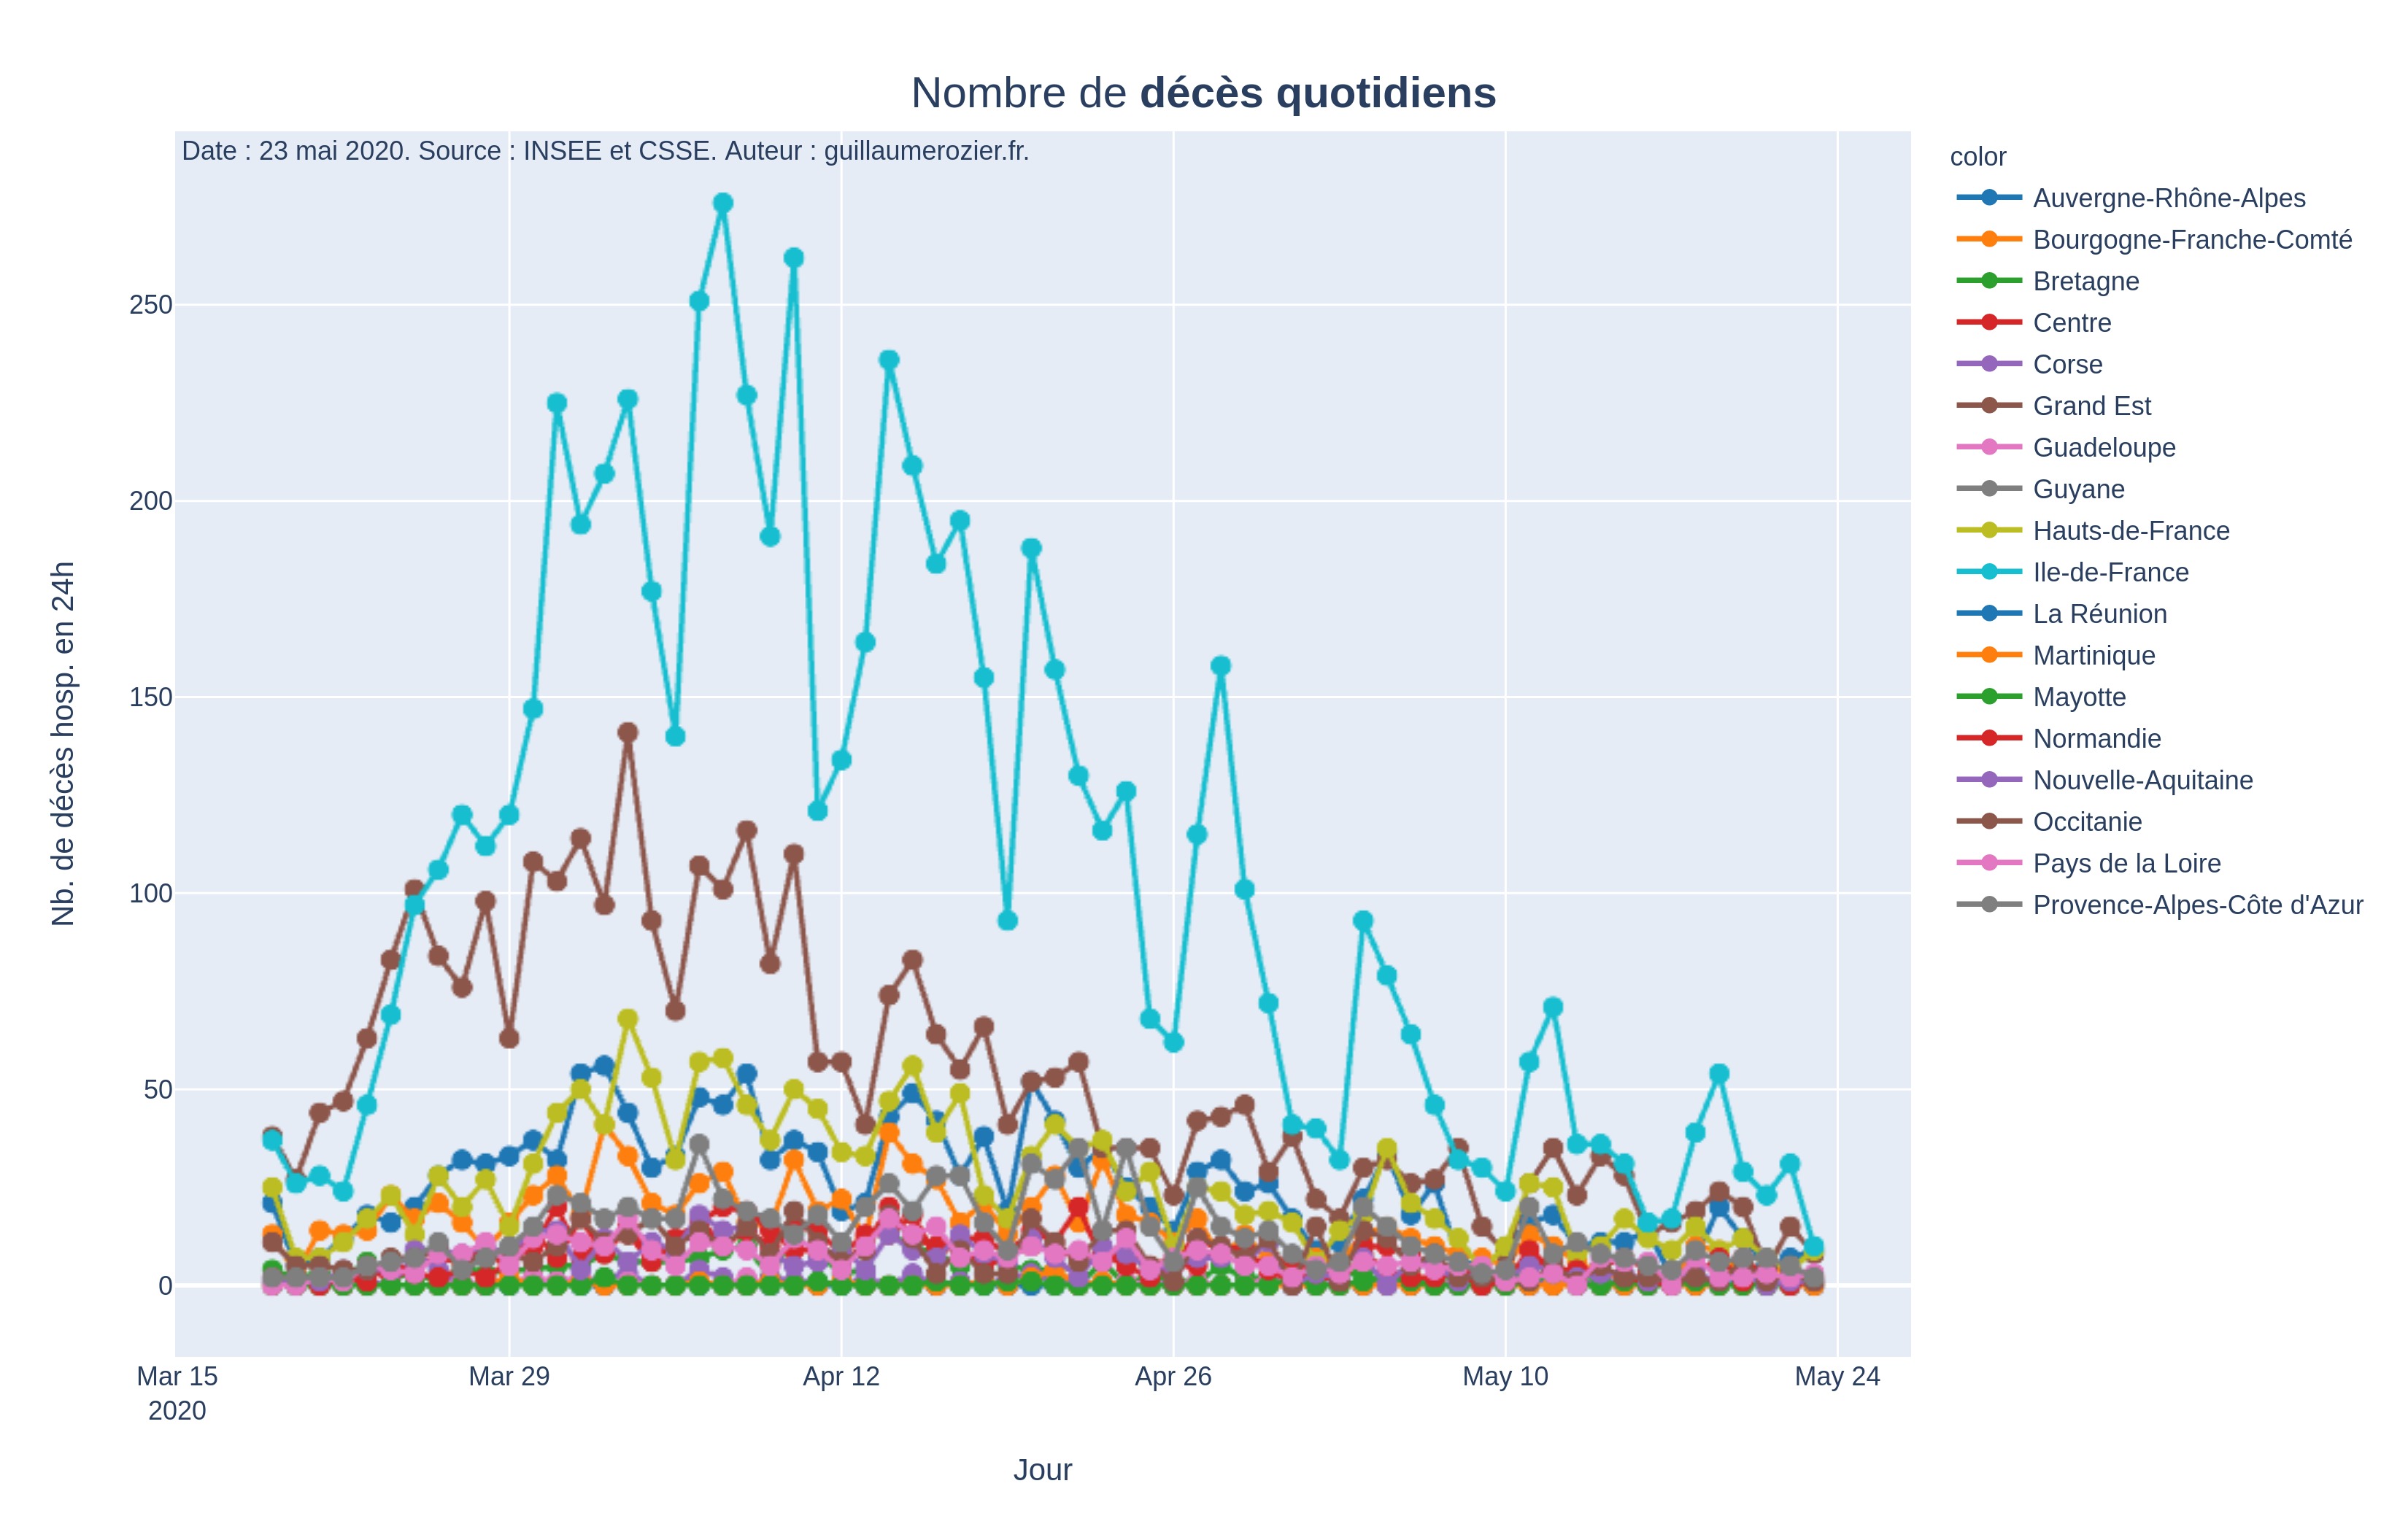 Nombre de décès quotidiens
Date : 23 mai 2020. Source : INSEE et CSSE. Auteur : guillaumerozier.fr.
Nb. de décès hosp. en 24h
250
200
150
100
50
0
Mar 15
2020
Mar 29
Apr 12
Apr 26
May 10
May 24
Jour
color
Auvergne-Rhône-Alpes
Bourgogne-Franche-Comté
Bretagne
Centre
Corse
Grand Est
Guadeloupe
Guyane
Hauts-de-France
Ile-de-France
La Réunion
Martinique
Mayotte
Normandie
Nouvelle-Aquitaine
Occitanie
Pays de la Loire
Provence-Alpes-Côte d'Azur